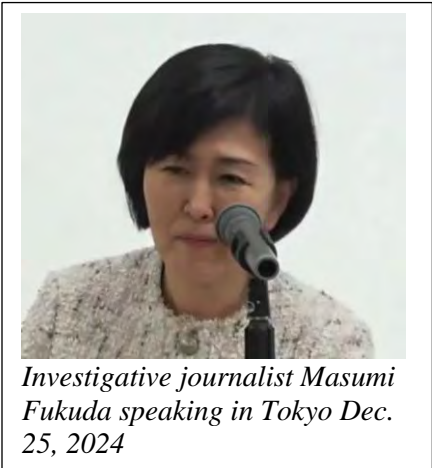 Investigative journalist Masumi
Fukuda speaking in Tokyo Dec.
25, 2024